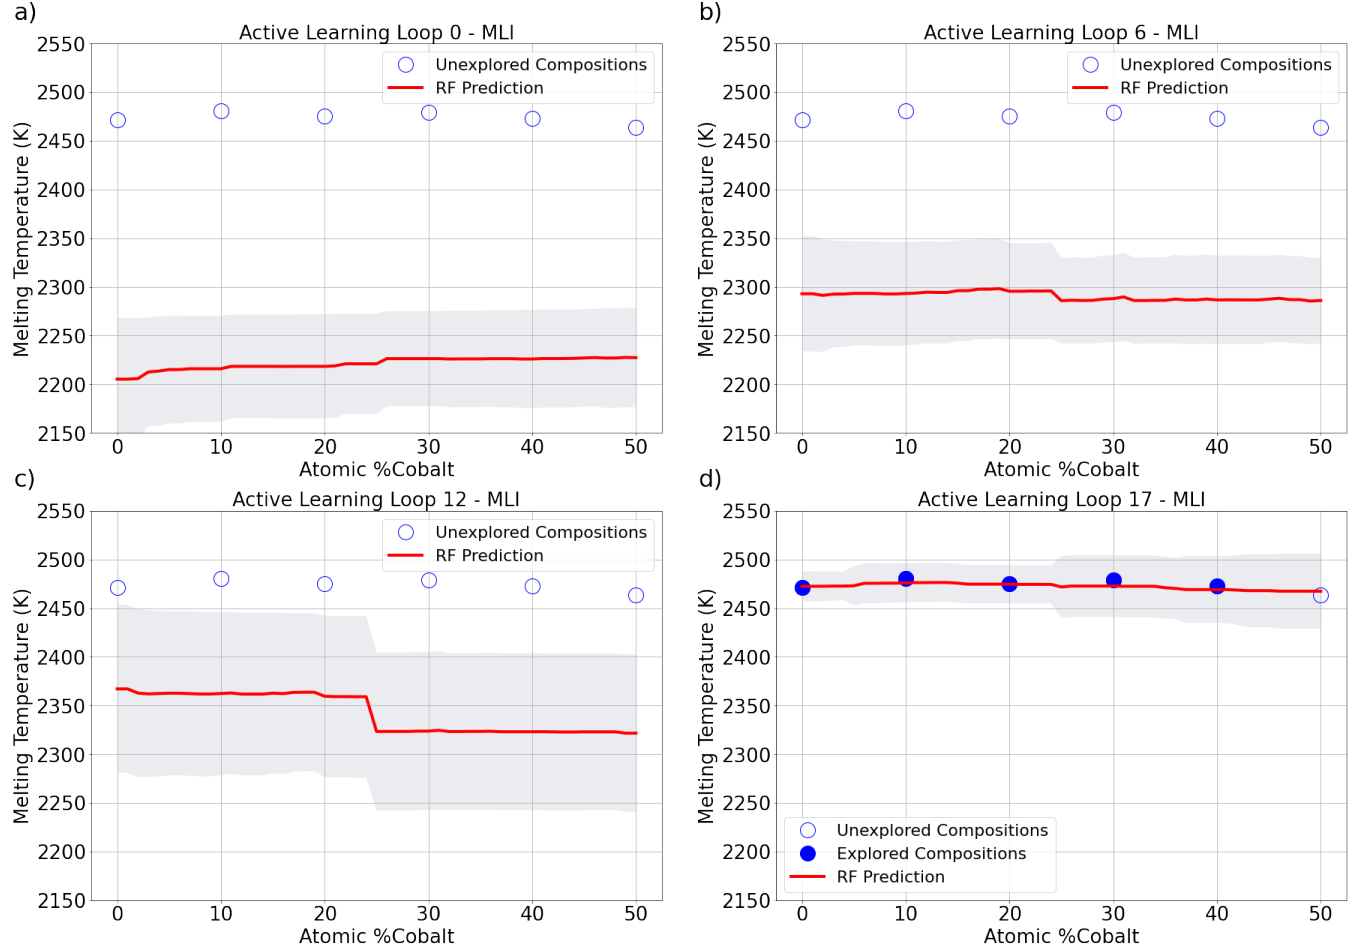 a)
Active Learning Loop 0 - MLI
Unexplored Compositions
RF Prediction
Melting Temperature (K)
2550
2500
2450
2400
2350
2300
2250
2200
2150
0 10 20 30 40 50
Atomic %Cobalt
b)
Active Learning Loop 6 - MLI
Unexplored Compositions
RF Prediction
Melting Temperature (K)
2550
2500
2450
2400
2350
2300
2250
2200
2150
0 10 20 30 40 50
Atomic %Cobalt
c)
Active Learning Loop 12 - MLI
Unexplored Compositions
RF Prediction
Melting Temperature (K)
2550
2500
2450
2400
2350
2300
2250
2200
2150
0 10 20 30 40 50
Atomic %Cobalt
d)
Active Learning Loop 17 - MLI
Melting Temperature (K)
2550
2500
2450
2400
2350
2300
2250
2200
2150
Unexplored Compositions
Explored Compositions
RF Prediction
0 10 20 30 40 50
Atomic %Cobalt